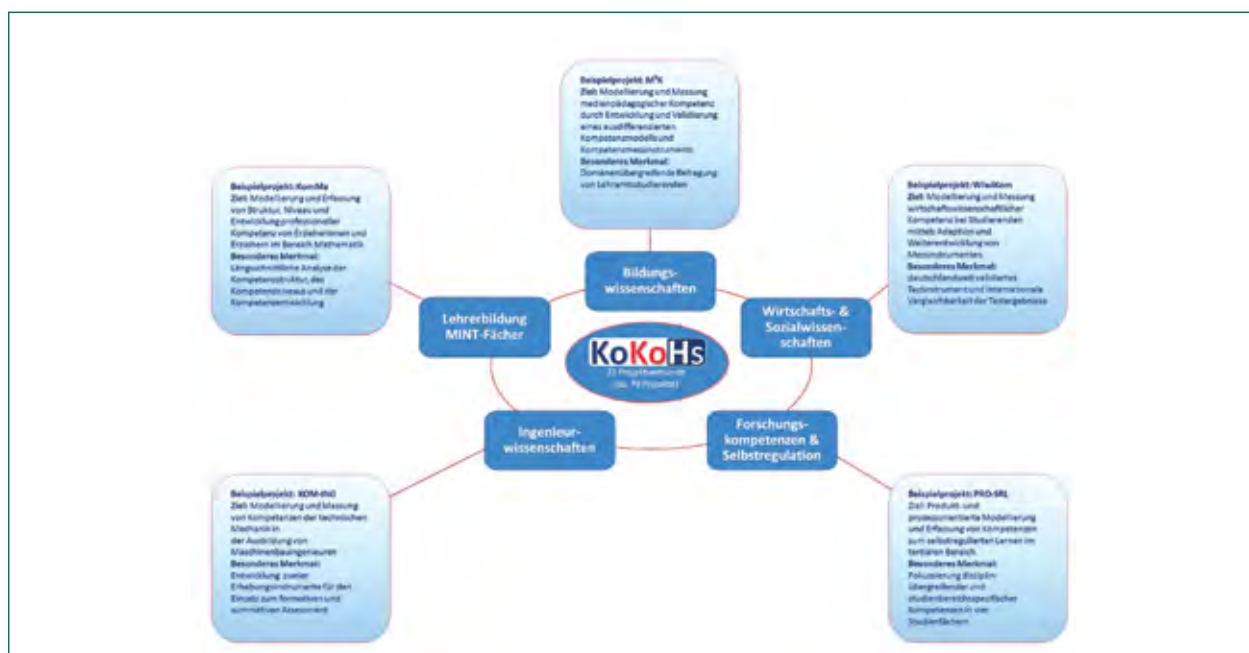 Beispielprojekt: M³K
Ziel: Modellierung und Messung
medienpädagogischer Kompetenz
durch Entwicklung und Validierung
eines ausdifferenzierten
Kompetenzmodells und
Kompetenzmessinstruments
Besonderes Merkmal:
Domänenübergreifende Befragung
von Lehramtsstudierenden
Beispielprojekt: KomMa
Ziel: Modellierung und Erfassung
von Struktur, Niveau und
Entwicklung professioneller
Kompetenz von Erzieherinnen und
Erziehern im Bereich Mathematik
Besonderes Merkmal:
Längsschnittliche Analyse der
Kompetenzstruktur, des
Kompetenzniveaus und der
Kompetenzentwicklung
Beispielprojekt: WiwiKom
Ziel: Modellierung und Messung
wirtschaftswissenschaftlicher
Kompetenz bei Studierenden
mittels Adaption und
Weiterentwicklung von
Messinstrumenten
Besonderes Merkmal:
deutschlandweit validiertes
Testinstrument und internationale
Vergleichbarkeit der Testergebnisse
Bildungs-
wissenschaften
Lehrerbildung
MINT-Fächer
Wirtschafts- &
Sozialwissen-
schaften
KoKoHs
Projektverbünde
Projekte)
Ingenieur-
wissenschaften
Forschungs-
kompetenzen &
Selbstregulation
Beispielprojekt: KOM-ING
Ziel: Modellierung und Messung
von Kompetenzen der technischen
Mechanik in
der Ausbildung von
Maschinenbauingenieuren
Besonderes Merkmal:
Entwicklung zweier
Erhebungsinstrumente für den
Einsatz zum formativen und
summativen Assessment
Beispielprojekt: PRO-SRL
Ziel: Produkt- und
prozessorientierte Modellierung
und Erfassung von Kompetenzen
zum selbstregulierten Lernen im
tertiären Bereich
Besonderes Merkmal:
Fokussierung disziplin-
übergreifender und
studienbereichsspezifischer
Kompetenzen in vier
Studienfächern